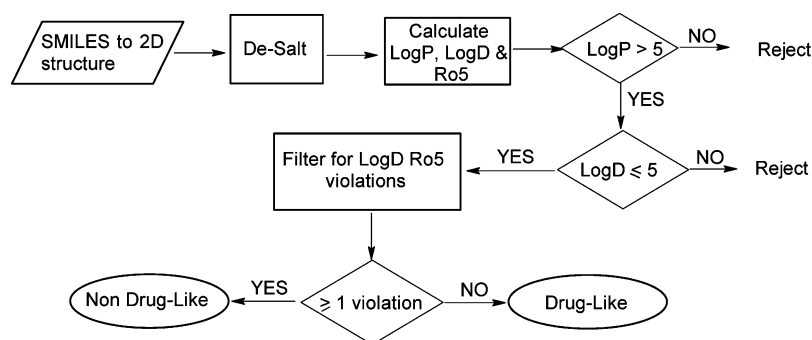 SMILES to 2D
structure
De-Salt
Calculate
LogP, LogD &
Ro5
LogP > 5
NO
Reject
YES
Filter for LogD Ro5
violations
YES
LogD ⩽ 5
NO
Reject
Non Drug-Like
YES
⩾ 1 violation
NO
Drug-Like